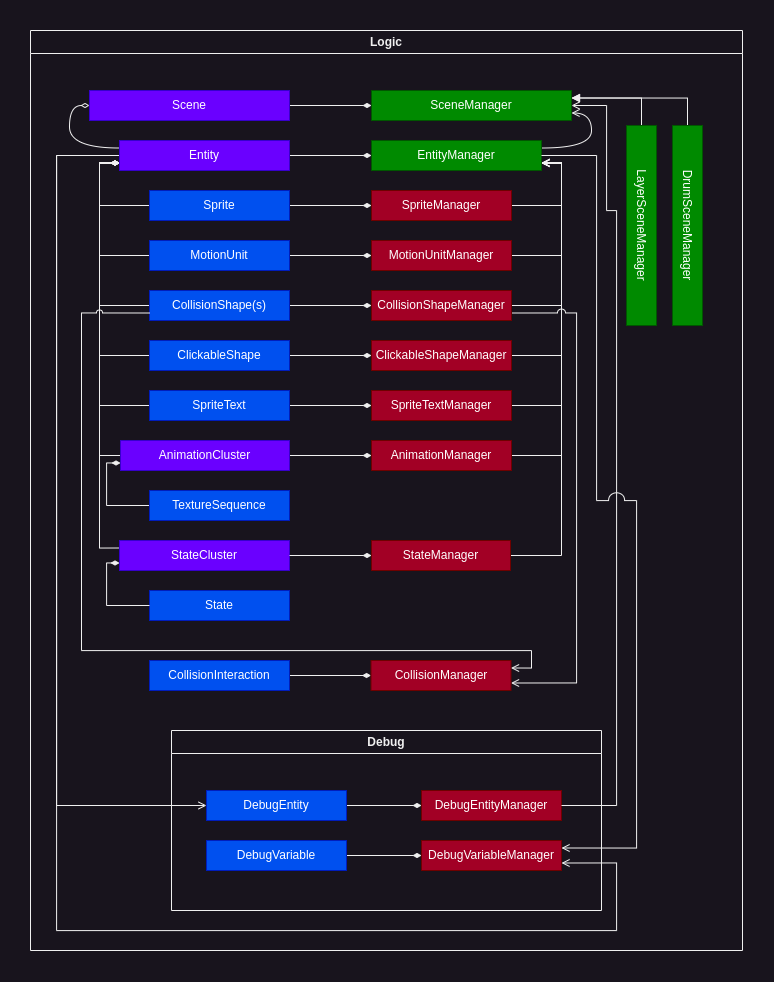 Logic
Scene
SceneManager
Entity
EntityManager
LayerSceneManager
DrumSceneManager
Sprite
SpriteManager
MotionUnit
MotionUnitManager
CollisionShape(s)
CollisionShapeManager
ClickableShape
ClickableShapeManager
SpriteText
SpriteTextManager
AnimationCluster
AnimationManager
TextureSequence
StateCluster
StateManager
State
CollisionInteraction
CollisionManager
Debug
DebugEntity
DebugEntityManager
DebugVariable
DebugVariableManager